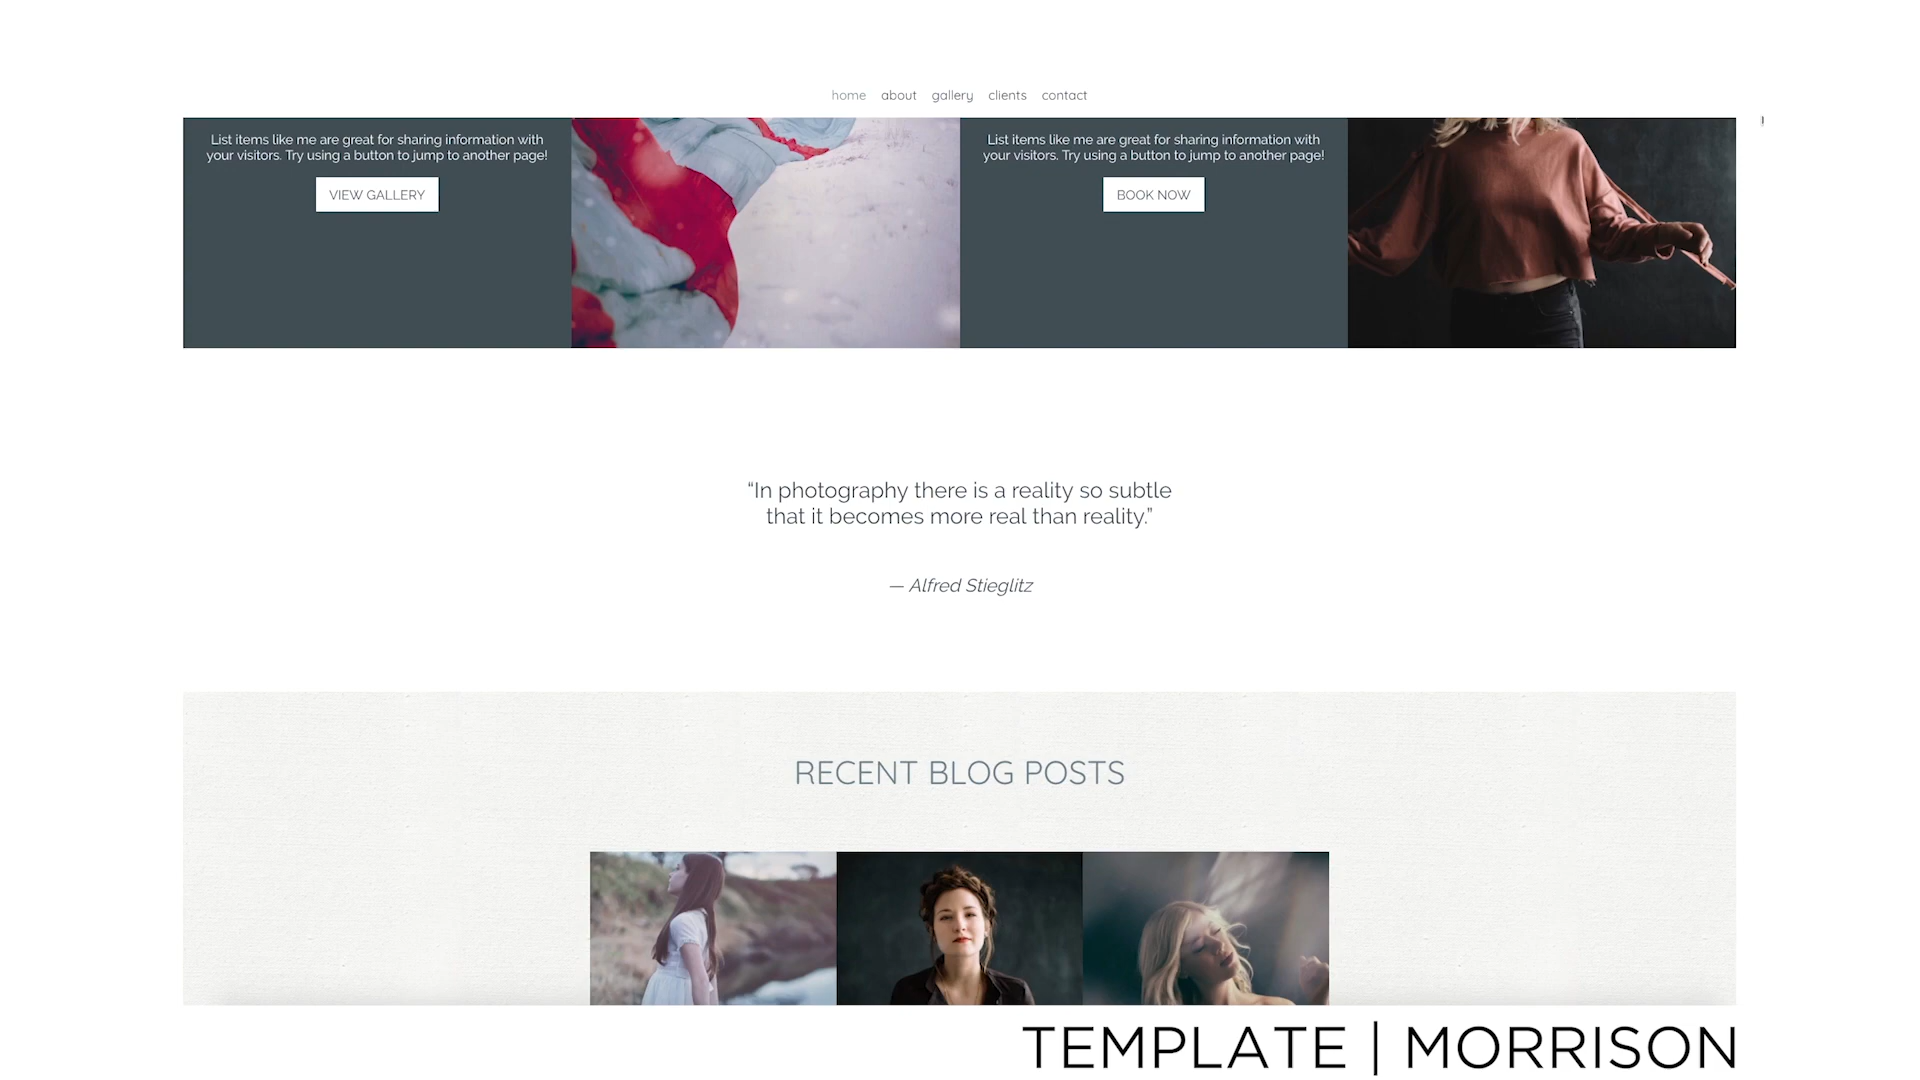 home about gallery clients contact
List items like me are great for sharing information with
your visitors. Try using a button to jump to another page!
VIEW GALLERY
List items like me are great for sharing information with
your visitors. Try using a button to jump to another page!
BOOK NOW
“In photography there is a reality so subtle
that it becomes more real than reality.”
— Alfred Stieglitz
RECENT BLOG POSTS
TEMPLATE | MORRISON